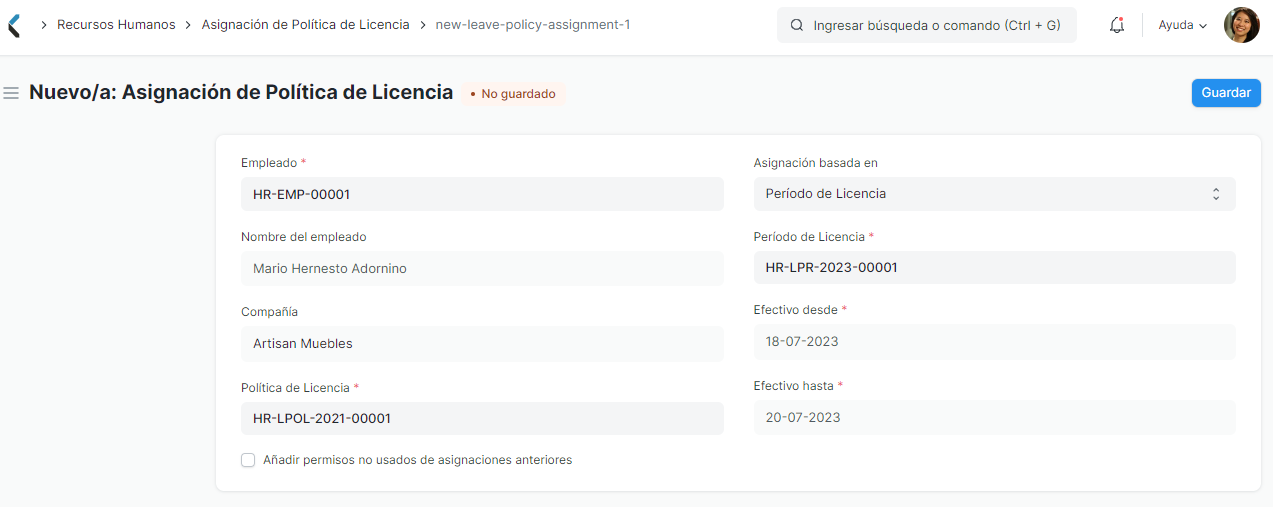 Recursos Humanos > Asignación de Política de Licencia > new-leave-policy-assignment-1
Ingresar búsqueda o comando (Ctrl + G)
Ayuda
Nuevo/a: Asignación de Política de Licencia
No guardado
Guardar
Empleado *
HR-EMP-00001
Nombre del empleado
Mario Hernesto Adornino
Compañía
Artisan Muebles
Política de Licencia *
HR-LPOL-2021-00001
Añadir permisos no usados de asignaciones anteriores
Asignación basada en
Período de Licencia
Período de Licencia *
HR-LPR-2023-00001
Efectivo desde *
18-07-2023
Efectivo hasta *
20-07-2023